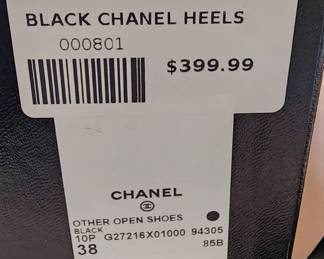 BLACK CHANEL HEELS
000801
$399.99
CHANEL
OTHER OPEN SHOES
BLACK
10P G27216X01000 94305
38 85B